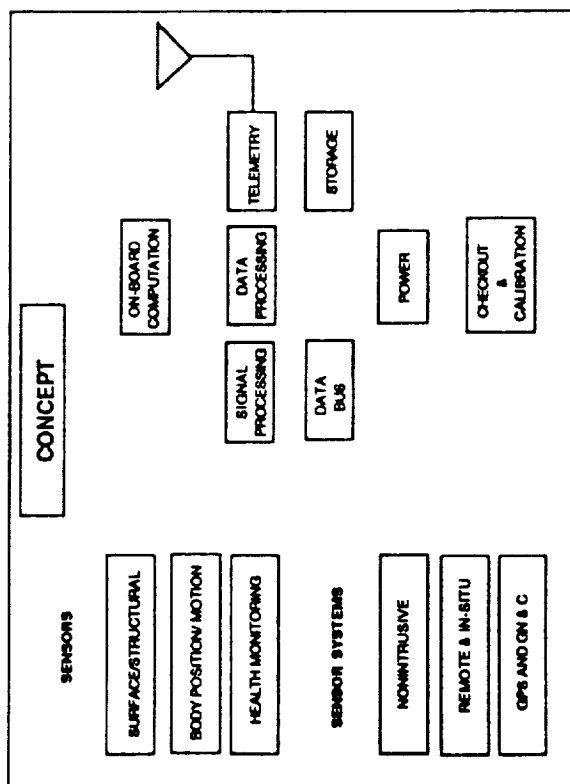 CONCEPT
SENSORS
SURFACE/STRUCTURAL
BODY POSITION/MOTION
HEALTH MONITORING
SENSOR SYSTEMS
NONINTRUSIVE
REMOTE & IN-SITU
GPS AND GN & C
ON-BOARD
COMPUTATION
SIGNAL
PROCESSING
DATA
PROCESSING
TELEMETRY
DATA
BUS
STORAGE
POWER
CHECKOUT
&
CALIBRATION